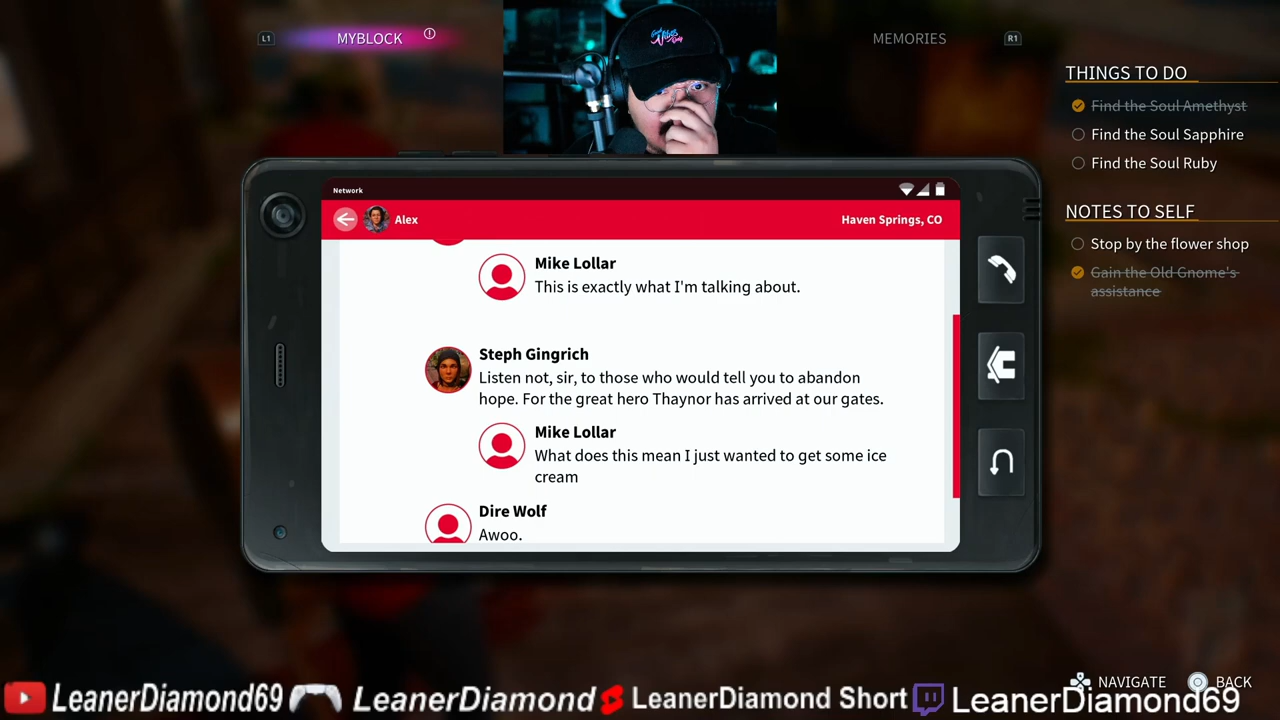 L1
MYBLOCK
MEMORIES
R1
THINGS TO DO
Find the Soul Amethyst
Find the Soul Sapphire
Find the Soul Ruby
NOTES TO SELF
Stop by the flower shop
Gain the Old Gnome's
assistance
Network
Alex
Haven Springs, CO
Mike Lollar
This is exactly what I'm talking about.
Steph Gingrich
Listen not, sir, to those who would tell you to abandon
hope. For the great hero Thaynor has arrived at our gates.
Mike Lollar
What does this mean I just wanted to get some ice
cream
Dire Wolf
Awoo.
NAVIGATE
BACK
LeanerDiamond69
LeanerDiamond
LeanerDiamond Short
LeanerDiamond69